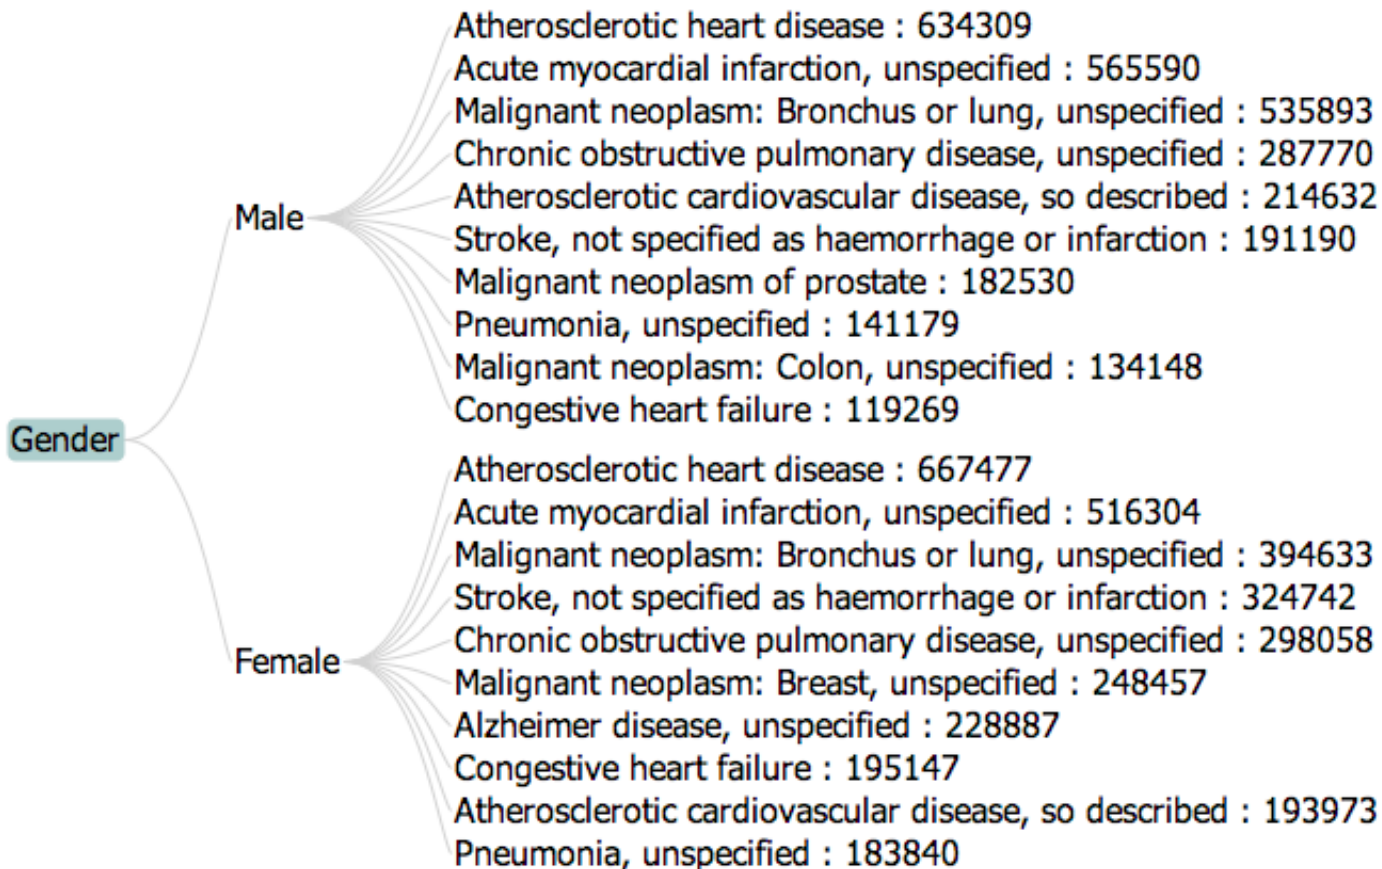 Gender
Male
Atherosclerotic heart disease : 634309
Acute myocardial infarction, unspecified : 565590
Malignant neoplasm: Bronchus or lung, unspecified : 535893
Chronic obstructive pulmonary disease, unspecified : 287770
Atherosclerotic cardiovascular disease, so described : 214632
Stroke, not specified as haemorrhage or infarction : 191190
Malignant neoplasm of prostate : 182530
Pneumonia, unspecified : 141179
Malignant neoplasm: Colon, unspecified : 134148
Congestive heart failure : 119269
Female
Atherosclerotic heart disease : 667477
Acute myocardial infarction, unspecified : 516304
Malignant neoplasm: Bronchus or lung, unspecified : 394633
Stroke, not specified as haemorrhage or infarction : 324742
Chronic obstructive pulmonary disease, unspecified : 298058
Malignant neoplasm: Breast, unspecified : 248457
Alzheimer disease, unspecified : 228887
Congestive heart failure : 195147
Atherosclerotic cardiovascular disease, so described : 193973
Pneumonia, unspecified : 183840